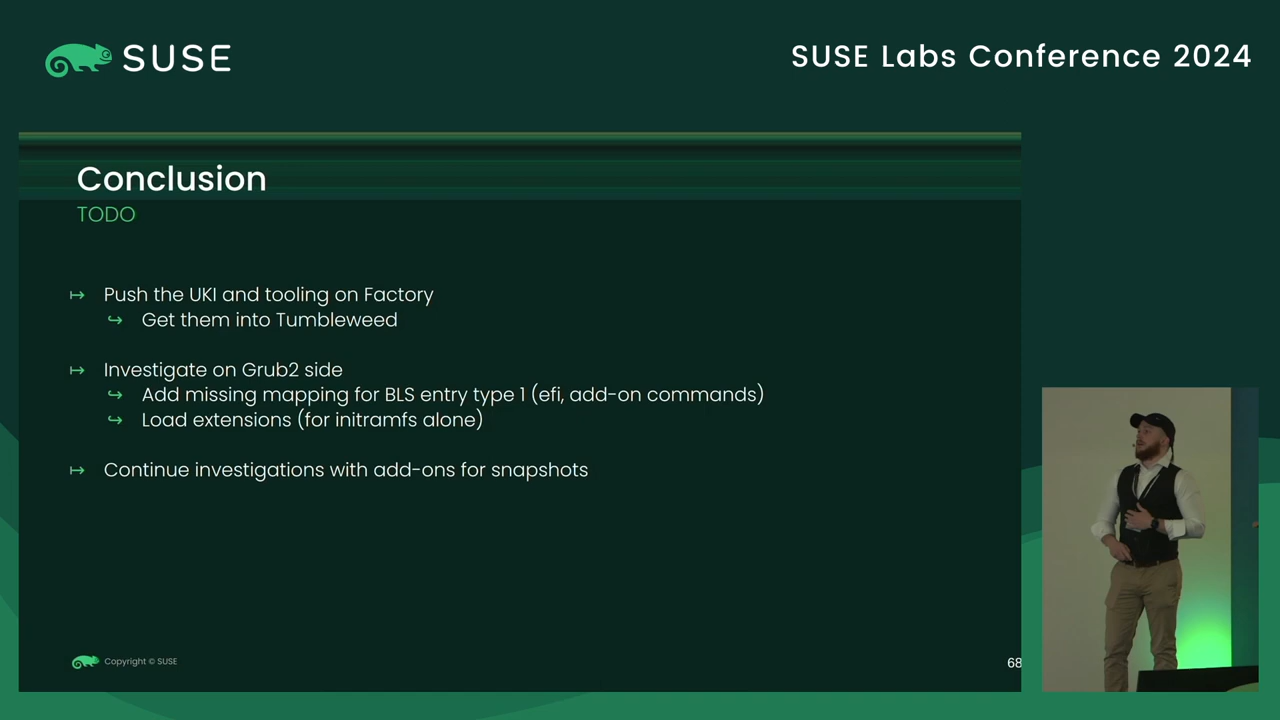 SUSE
SUSE Labs Conference 2024
Conclusion
TODO
↦ Push the UKI and tooling on Factory
↪ Get them into Tumbleweed
↦ Investigate on Grub2 side
↪ Add missing mapping for BLS entry type 1 (efi, add-on commands)
↪ Load extensions (for initramfs alone)
↦ Continue investigations with add-ons for snapshots
Copyright © SUSE
68